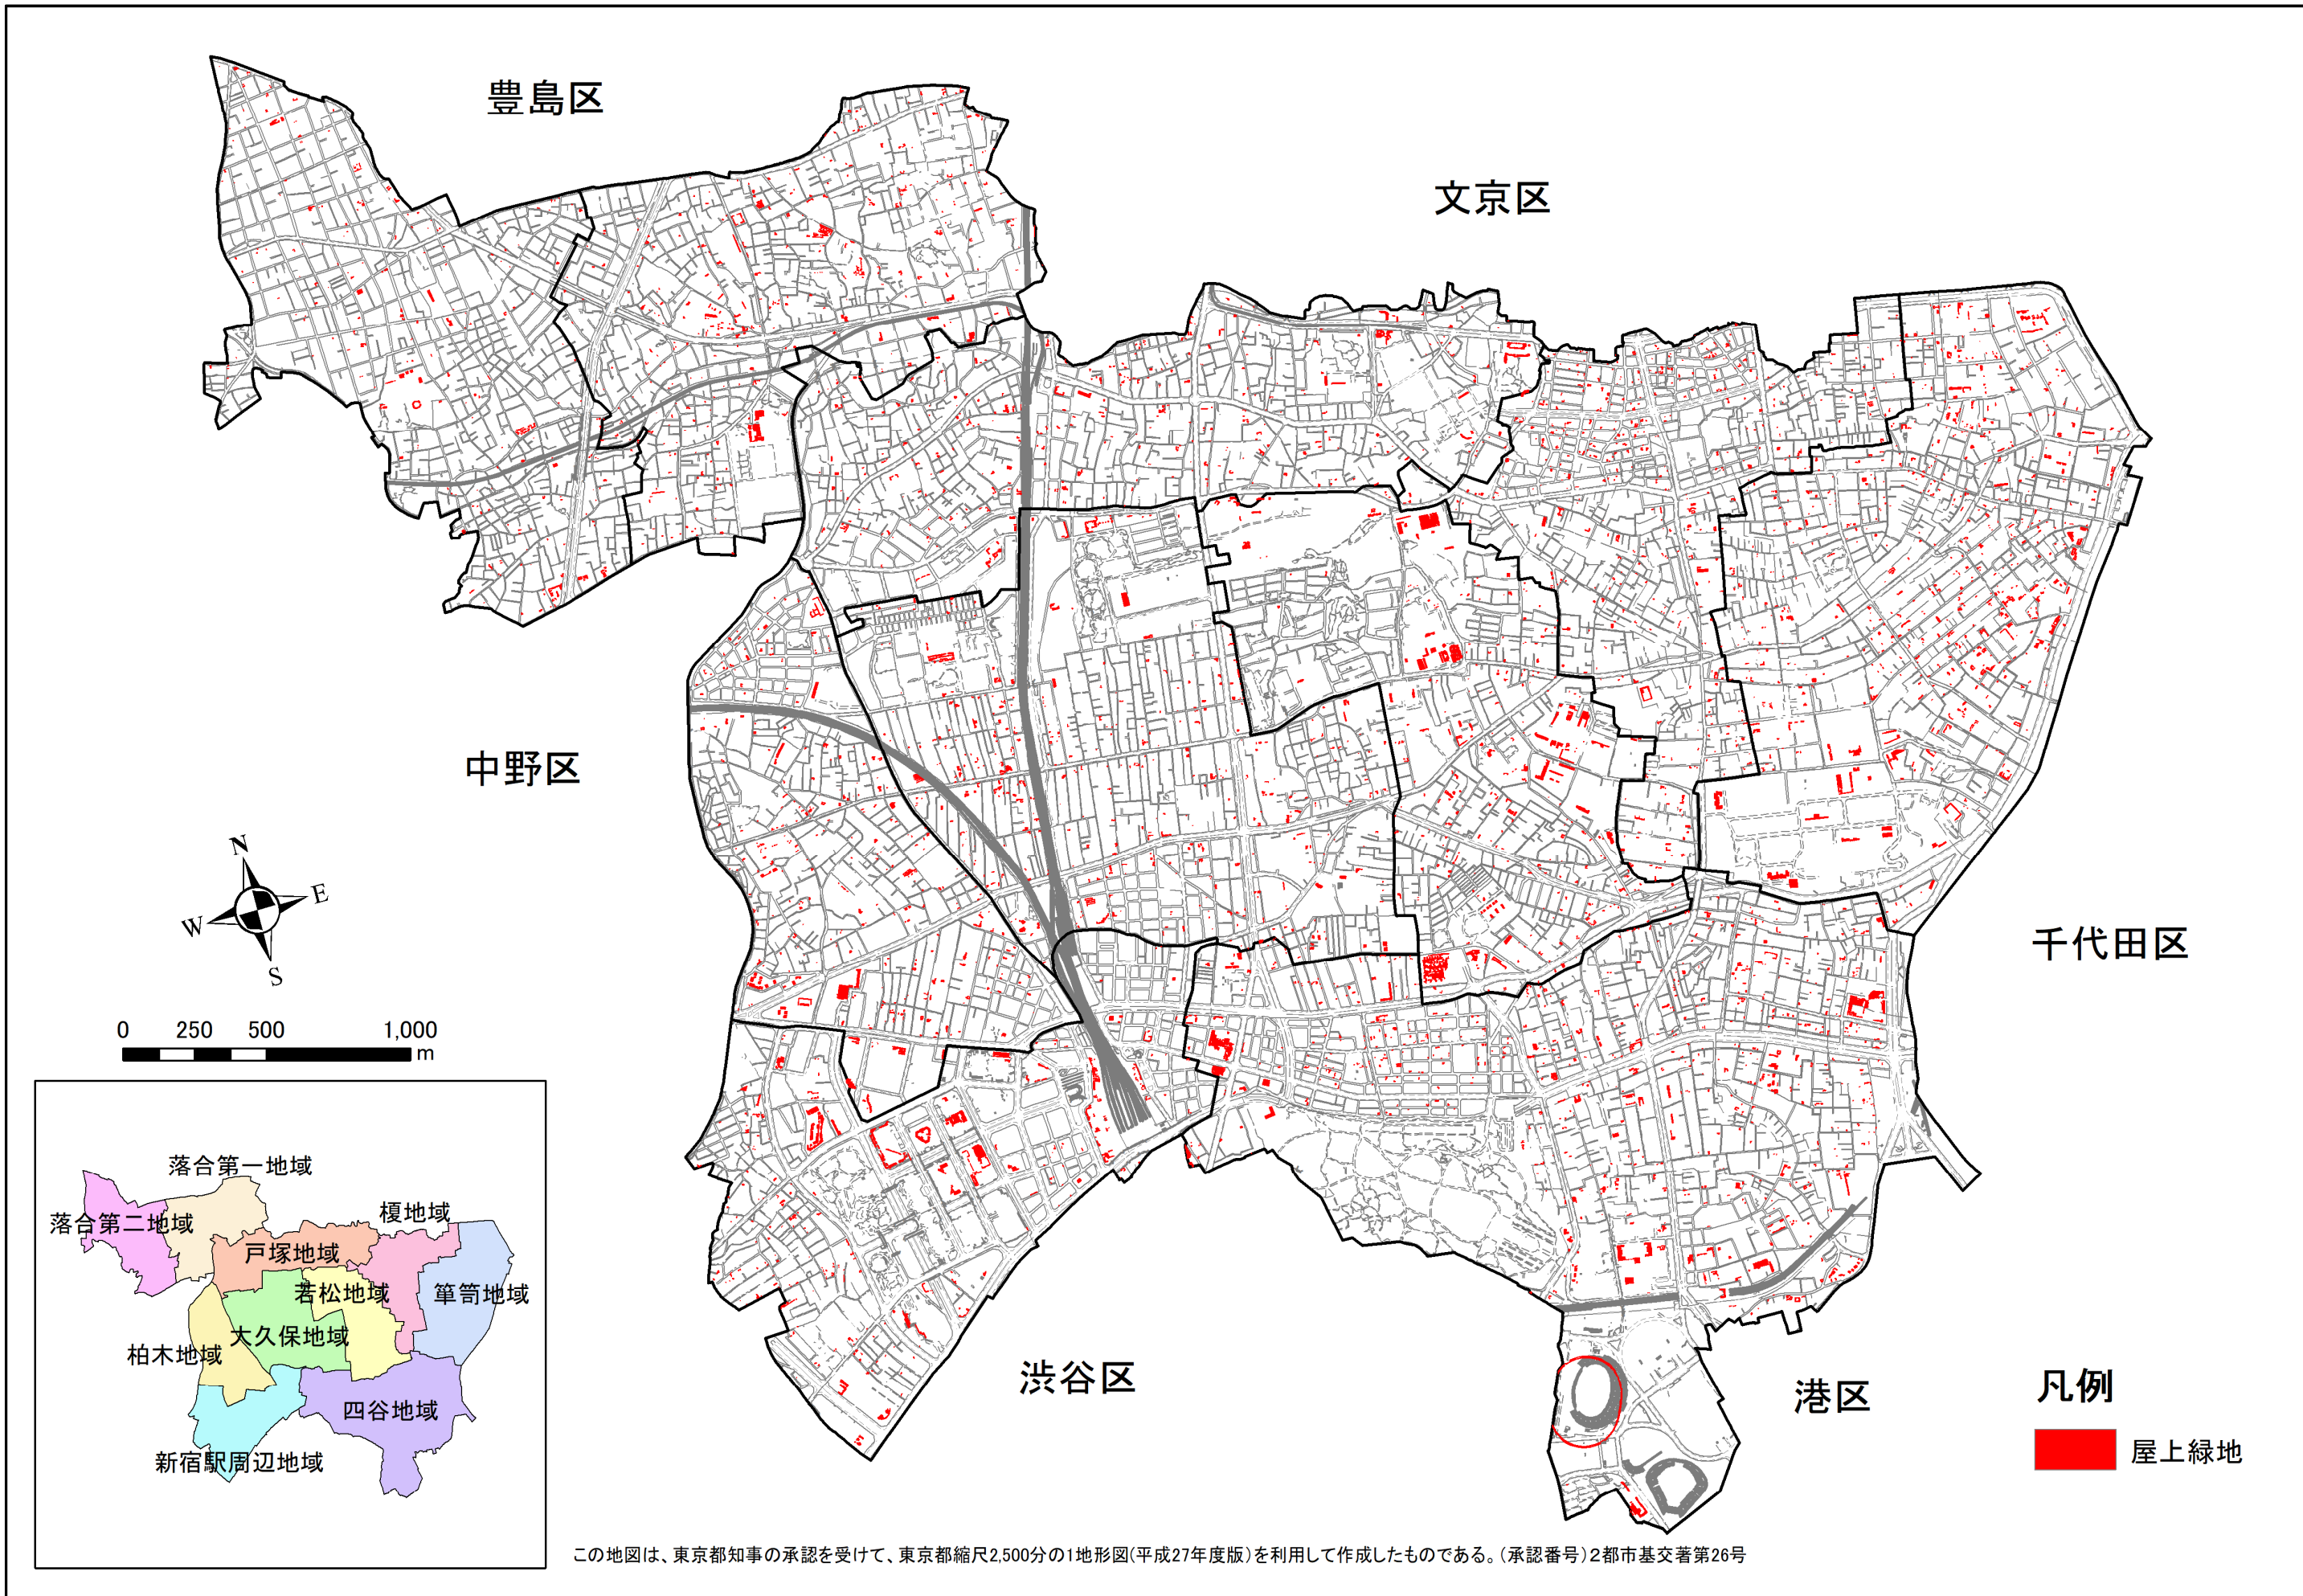 豊島区
文京区
中野区
千代田区
N
W
E
S
0 250 500 1,000
m
落合第一地域
落合第二地域
榎地域
戸塚地域
若松地域
箪笥地域
大久保地域
柏木地域
四谷地域
新宿駅周辺地域
渋谷区
港区
凡例
屋上緑地
この地図は、東京都知事の承認を受けて、東京都縮尺2,500分の1地形図(平成27年度版)を利用して作成したものである。(承認番号)2都市基交著第26号